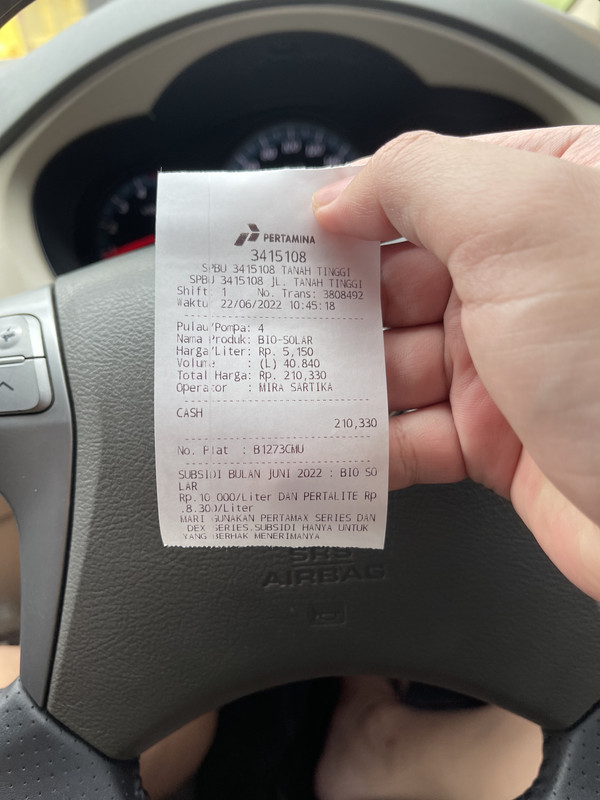 PERTAMINA
3415108
SPBU 3415108 TANAH TINGGI
SPBU 3415108 JL. TANAH TINGGI
Shift: 1 No. Trans: 3808492
Waktu: 22/06/2022 10:45:18
Pulau/Pompa: 4
Nama Produk: BIO-SOLAR
Harga/Liter: Rp. 5,150
Volume : (L) 40.840
Total Harga: Rp. 210,330
Operator : MIRA SARTIKA
CASH
210,330
No. Plat : B1273CMU
SUBSIDI BULAN JUNI 2022 : BIO SO
LAR
Rp.10 000/Liter DAN PERTALITE Rp
.8.300/Liter
MARI GUNAKAN PERTAMAX SERIES DAN
DEX SERIES.SUBSIDI HANYA UNTUK
YANG BERHAK MENERIMANYA
SRS
AIRBAG